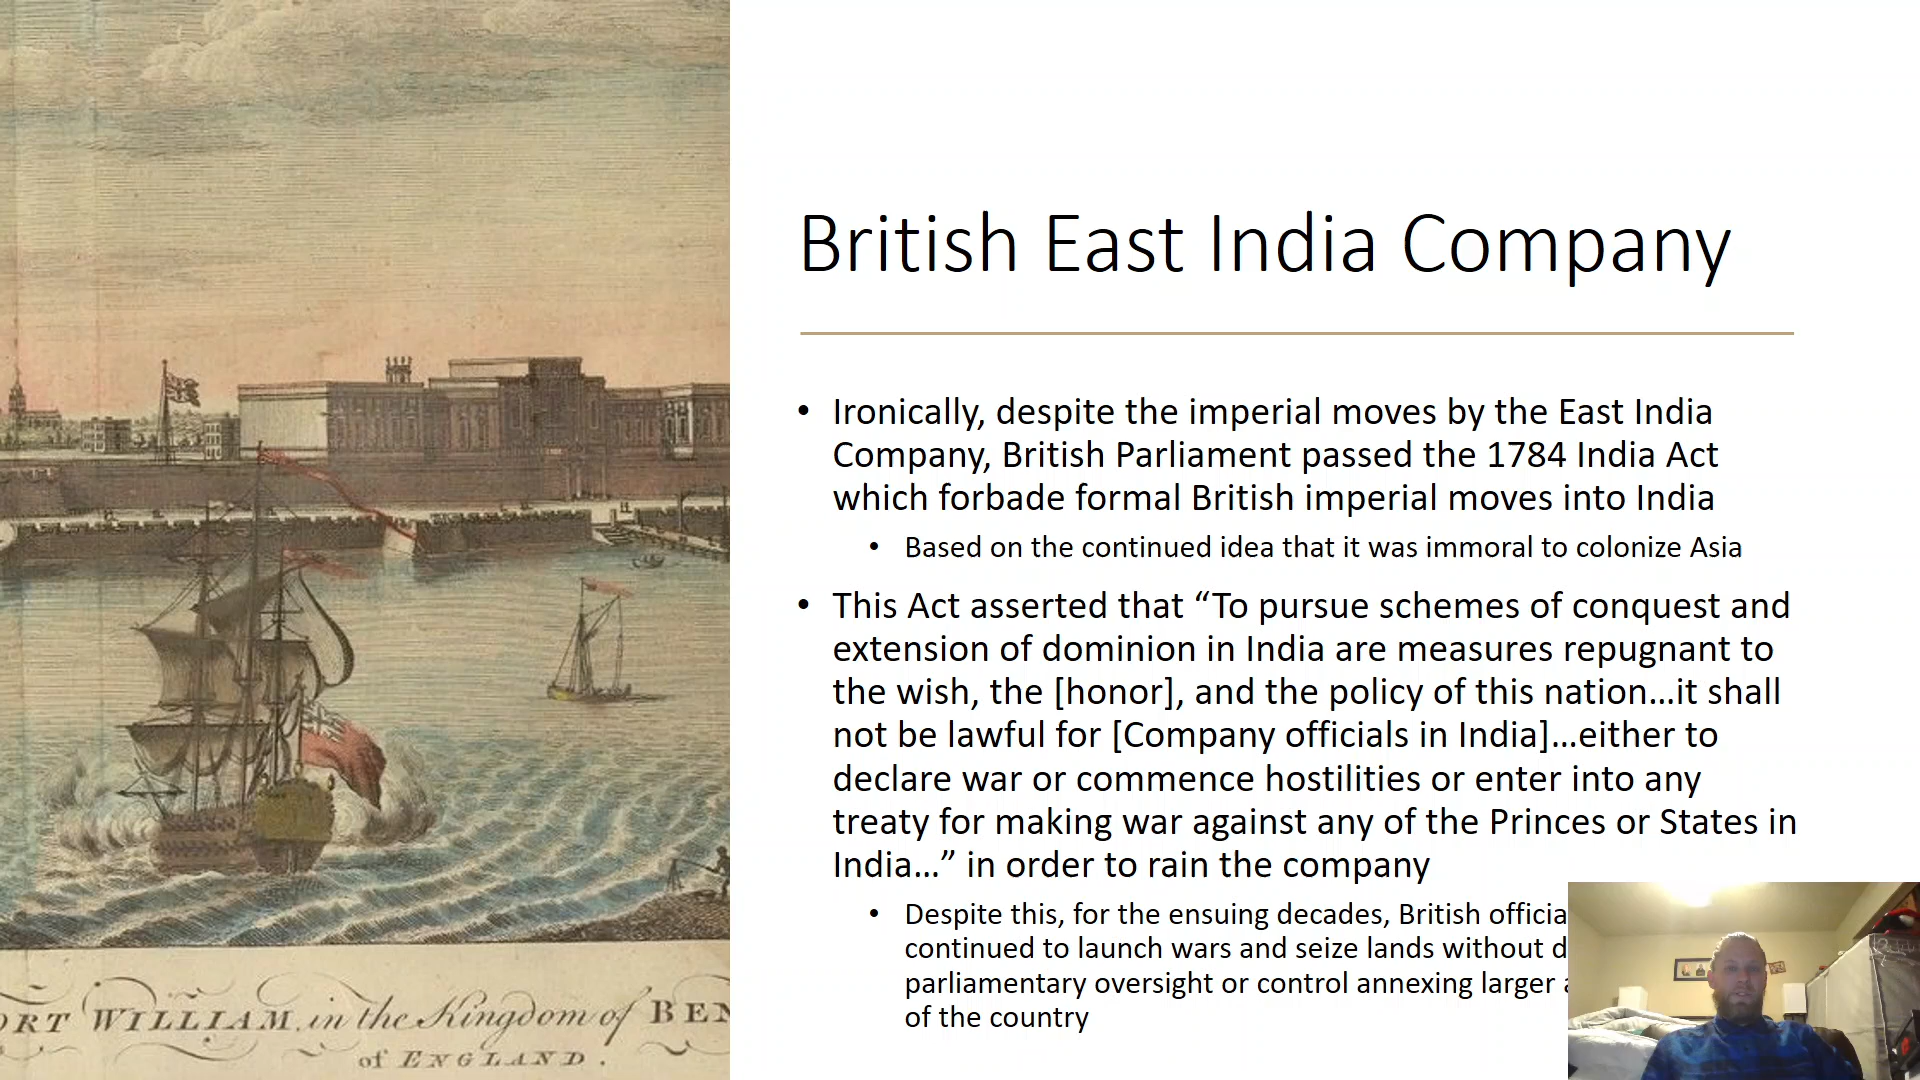 British East India Company
• Ironically, despite the imperial moves by the East India
Company, British Parliament passed the 1784 India Act
which forbade formal British imperial moves into India
• Based on the continued idea that it was immoral to colonize Asia
• This Act asserted that “To pursue schemes of conquest and
extension of dominion in India are measures repugnant to
the wish, the [honor], and the policy of this nation…it shall
not be lawful for [Company officials in India]…either to
declare war or commence hostilities or enter into any
treaty for making war against any of the Princes or States in
India…” in order to rain the company
• Despite this, for the ensuing decades, British officia
continued to launch wars and seize lands without d
parliamentary oversight or control annexing larger
of the country
ORT WILLIAM, in the Kingdom of BEN
of ENGLAND.